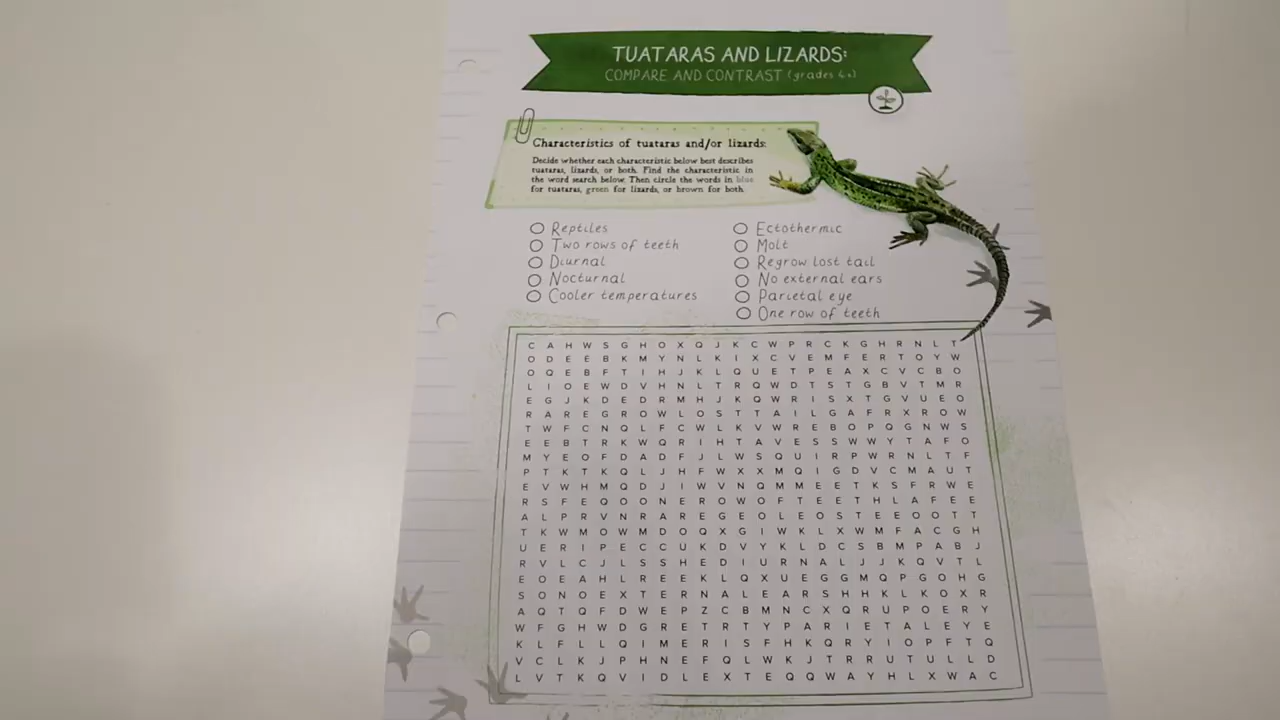 TUATARAS AND LIZARDS:
COMPARE AND CONTRAST (grades 4+)
Characteristics of tuataras and/or lizards:
Decide whether each characteristic below best describes
tuataras, lizards, or both. Find the characteristic in
the word search below. Then circle the words in blue
for tuataras, green for lizards, or brown for both.
Reptiles
Two rows of teeth
Diurnal
Nocturnal
Cooler temperatures
Ectothermic
Molt
Regrow lost tail
No external ears
Parietal eye
One row of teeth
C A H W S G H O X Q J K C W P R C K G H R N L T
O D E E B K M Y N L K I X C V E M F E R T O Y W
O Q E B F T I H J K L Q U E T P E A X C V C B O
L I O E W D V H N L T R Q W D T S T G B V T M R
E G J K D E D R M H J K Q W R I S X T G V U E O
R A R E G R O W L O S T T A I L G A F R X R O W
T W F C N Q L F C W L K V W R E B O P Q G N W S
E E B T R K W Q R I H T A V E S S W W Y T A F O
M Y E O F D A D F J L W S Q U I R P W R N L T F
P T K T K Q L J H F W X X M Q I G D V C M A U T
E V W H M Q D J I W V N Q M M E E T K S F R W E
R S F E Q O O N E R O W O F T E E T H L A F E E
A L P R V N R A R E G E O L E O S T E E O O T T
T K W M O W M D O Q X G I W K L X W M F A C G H
U E R I P E C C U K D V Y K L D C S B M P A B J
R V L C J L S S H E D I U R N A L J J K Q V T L
E O E A H L R E E K L Q X U E G G M Q P G O H G
S O N O E X T E R N A L E A R S H H K L K O X R
A Q T Q F D W E P Z C B M N C X Q R U P O E R Y
W F G H W D G R E T R T Y P A R I E T A L E Y E
K L F L L Q I M E R I S F H K Q R Y I O P F T Q
V C L K J P H N E F Q L W K J T R R U T U L L D
L V T K Q V I D L E X T E Q Q W A Y H L X W A C